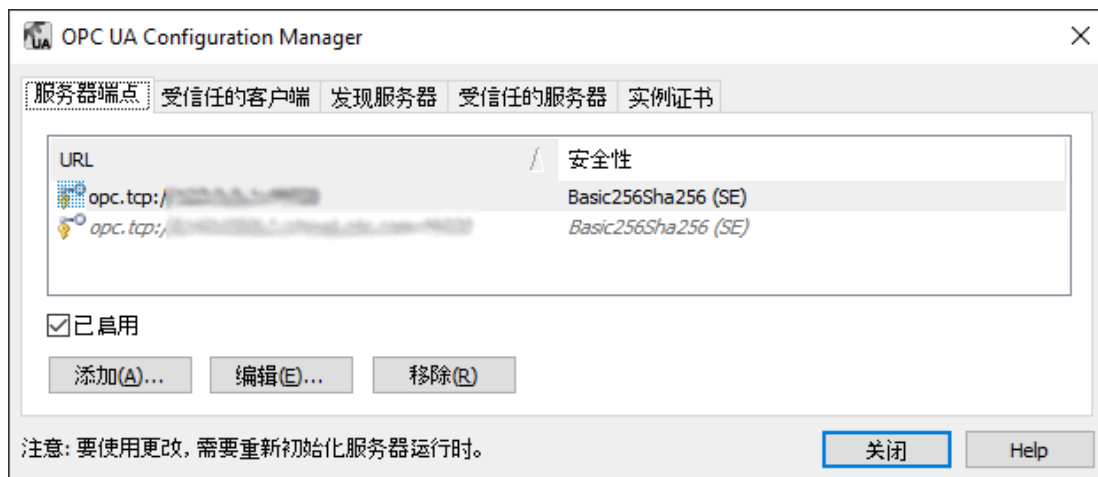 OPC UA Configuration Manager
服务器端点 受信任的客户端 发现服务器 受信任的服务器 实例证书
URL 安全性
opc.tcp:/ Basic256Sha256 (SE)
opc.tcp:/ Basic256Sha256 (SE)
已启用
添加(A)... 编辑(E)... 移除(R)
注意: 要使用更改, 需要重新初始化服务器运行时。 关闭 Help